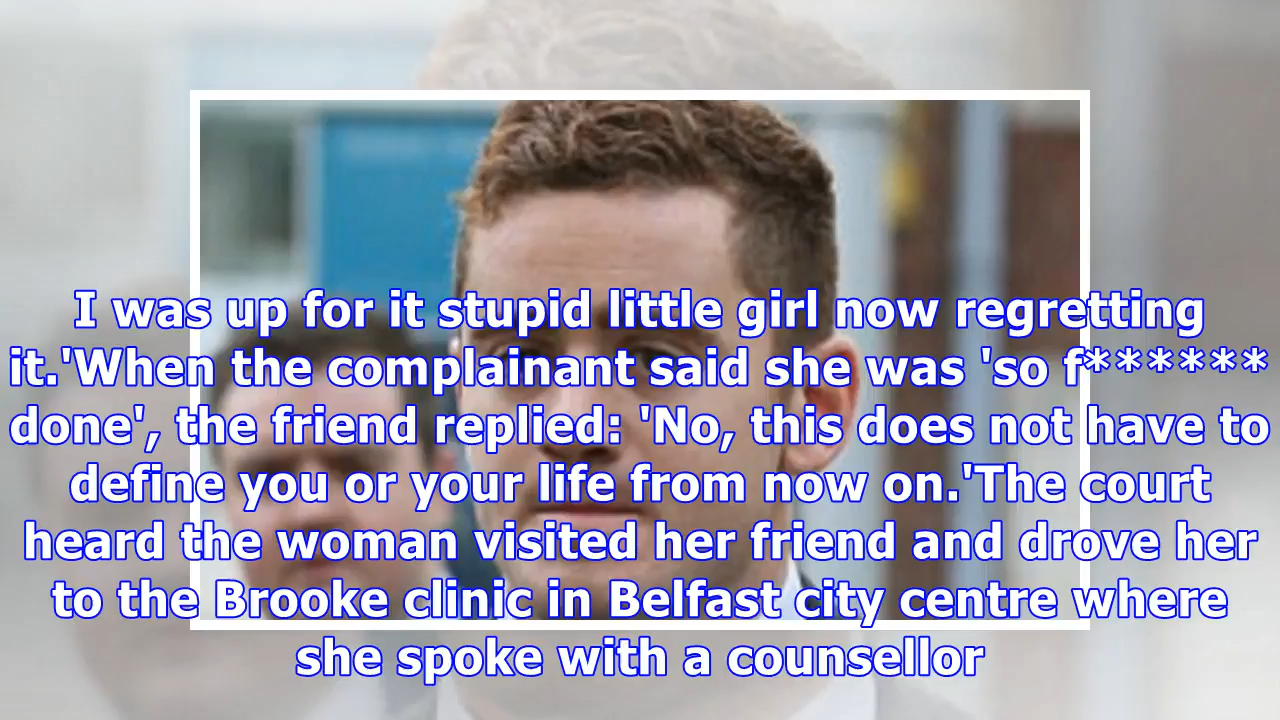 I was up for it stupid little girl now regretting
it.'When the complainant said she was 'so f******
done', the friend replied: 'No, this does not have to
define you or your life from now on.'The court
heard the woman visited her friend and drove her
to the Brooke clinic in Belfast city centre where
she spoke with a counsellor